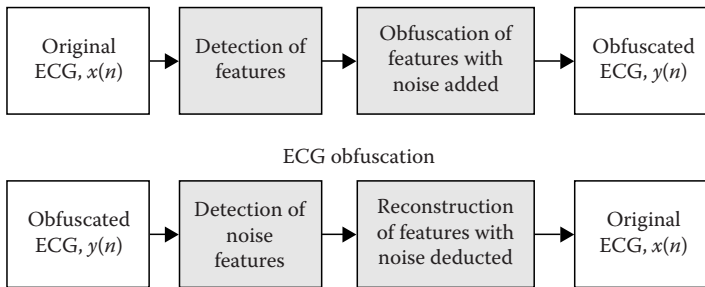 Original
ECG, x(n)
Detection of
features
Obfuscation of
features with
noise added
Obfuscated
ECG, y(n)
ECG obfuscation
Obfuscated
ECG, y(n)
Detection of
noise
features
Reconstruction
of features with
noise deducted
Original
ECG, x(n)